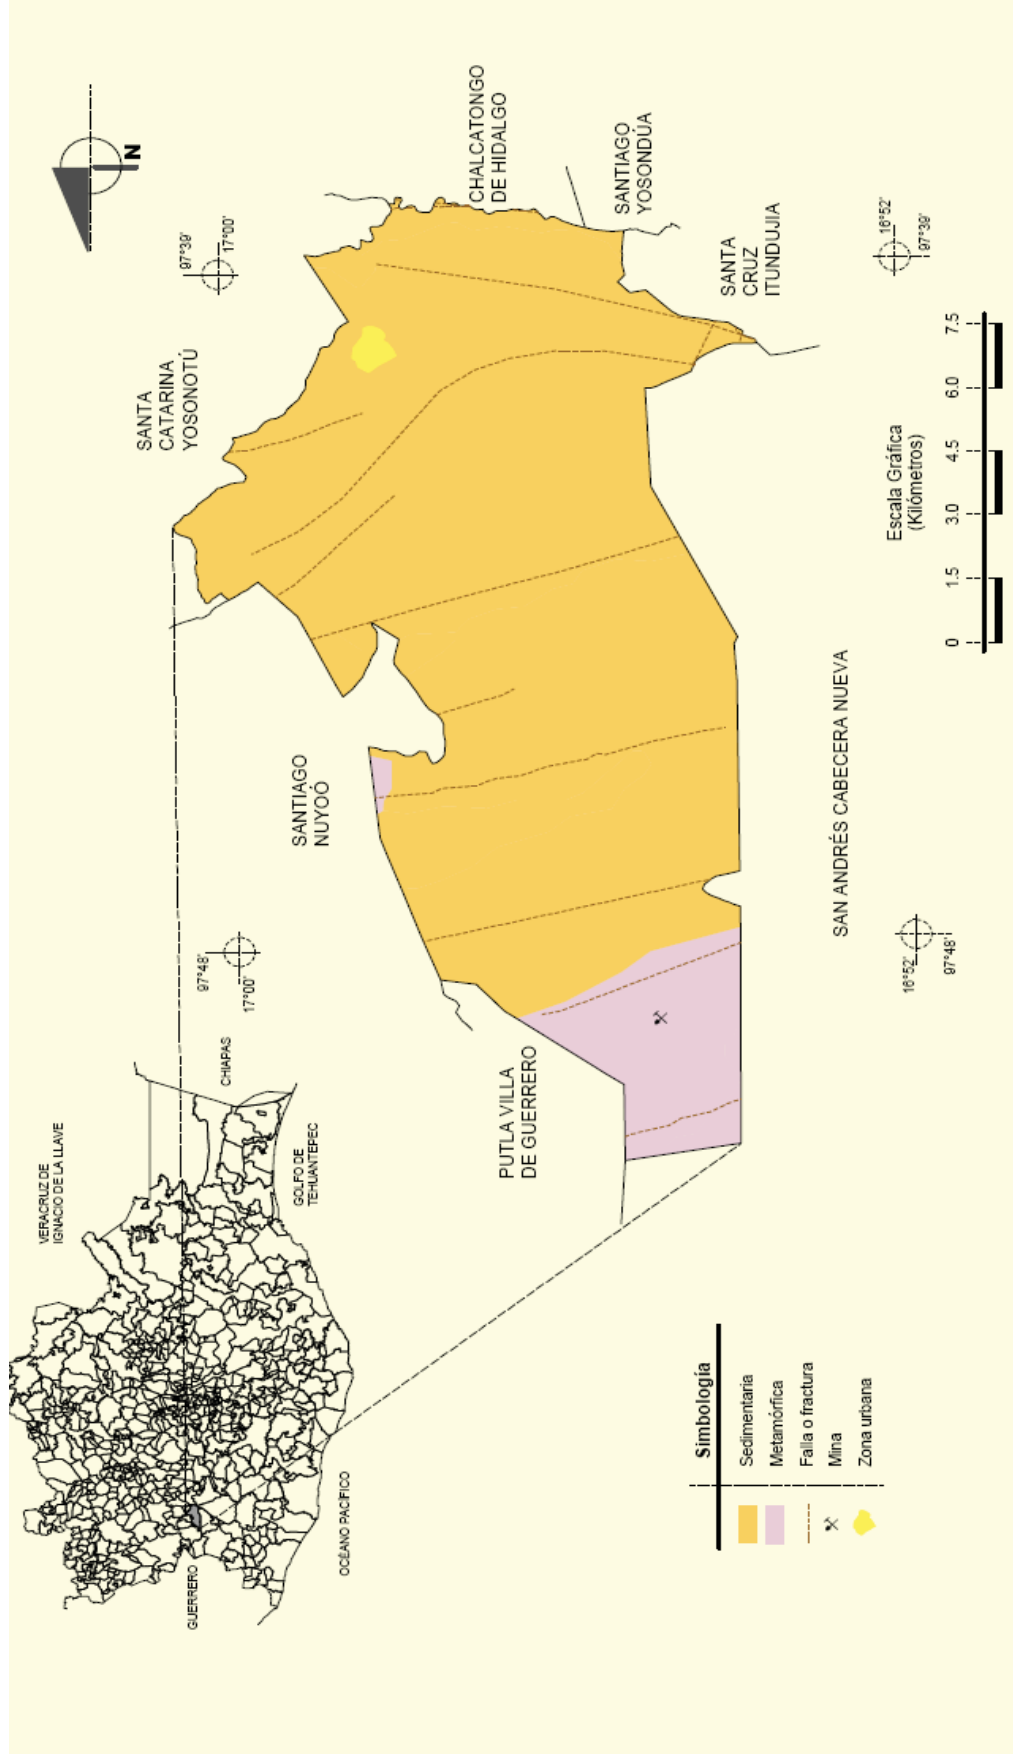 VERACRUZ DE
IGNACIO DE LA LLAVE
CHIAPAS
GOLFO DE
TEHUANTEPEC
GUERRERO
OCÉANO PACÍFICO
N
97°48'
17°00'
97°39'
17°00'
SANTA
CATARINA
YOSONOTÚ
SANTIAGO
NUYOÓ
CHALCATONGO
DE HIDALGO
SANTIAGO
YOSONDÚA
SANTA
CRUZ
ITUNDUJIA
PUTLA VILLA
DE GUERRERO
SAN ANDRÉS CABECERA NUEVA
16°52'
97°48'
16°52'
97°39'
Simbología
Sedimentaria
Metamórfica
Falla o fractura
Mina
Zona urbana
Escala Gráfica
(Kilómetros)
0 1.5 3.0 4.5 6.0 7.5